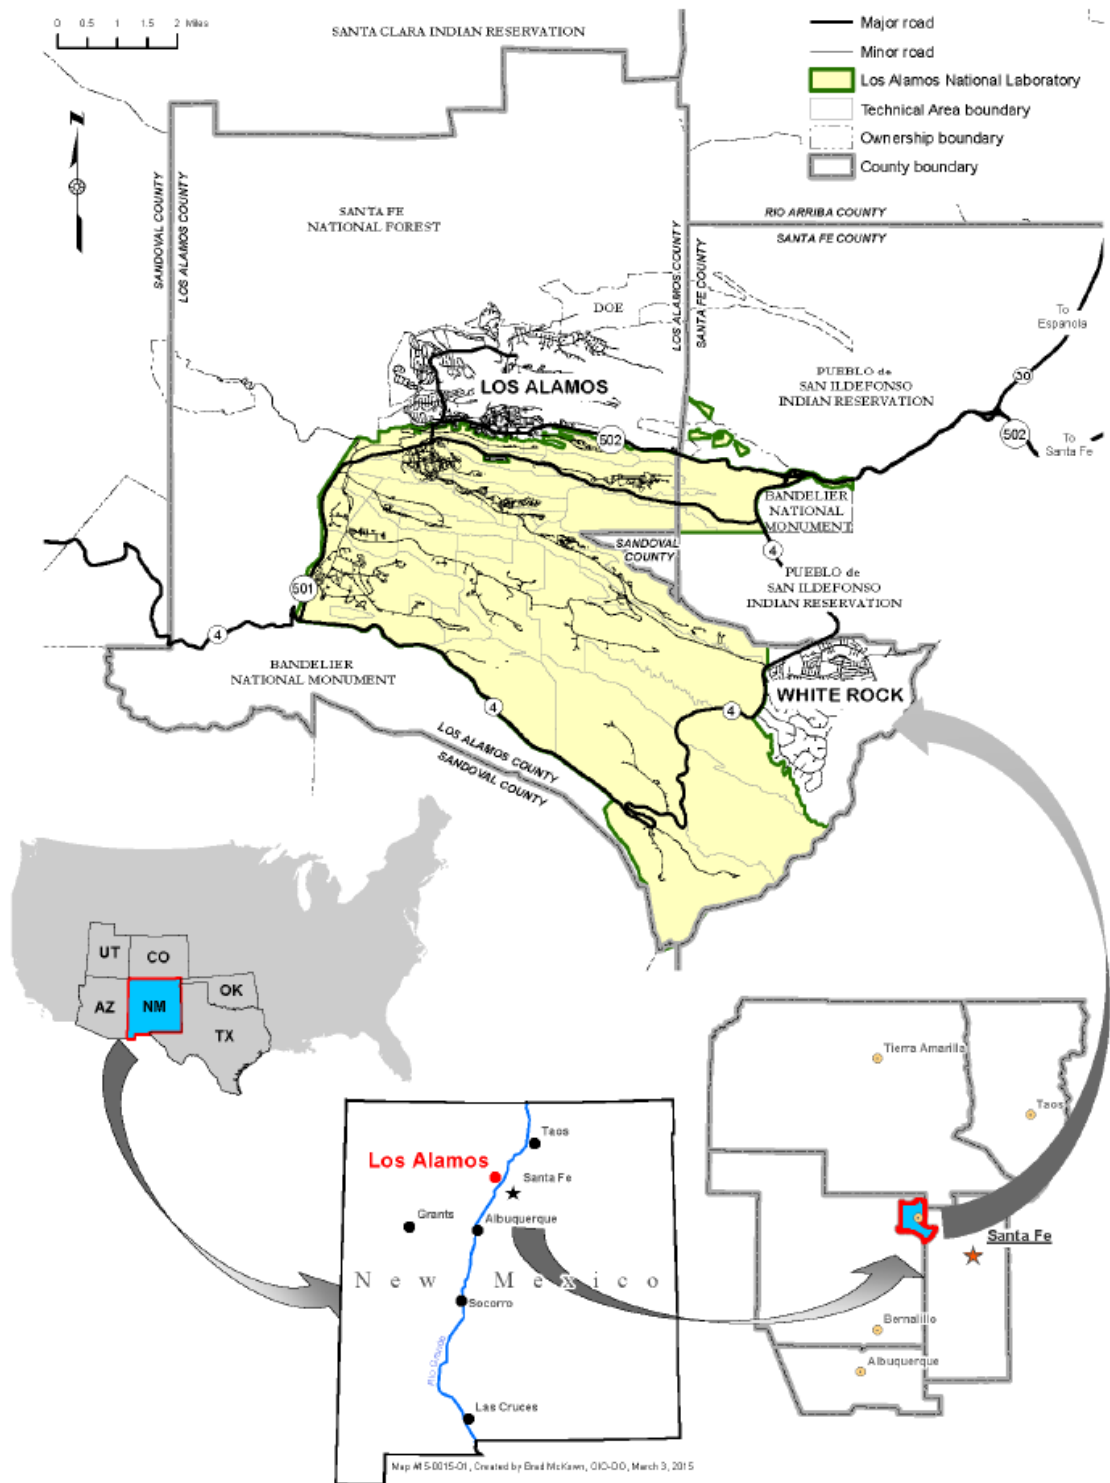 0 0.5 1 1.5 2 Miles
SANTA CLARA INDIAN RESERVATION
Major road
Minor road
Los Alamos National Laboratory
Technical Area boundary
Ownership boundary
County boundary
SANDOVAL COUNTY
LOS ALAMOS COUNTY
SANTA FE
NATIONAL FOREST
RIO ARRIBA COUNTY
SANTA FE COUNTY
LOS ALAMOS COUNTY
SANTA FE COUNTY
DOE
To
Espanola
30
LOS ALAMOS
PUEBLO de
SAN ILDEFONSO
INDIAN RESERVATION
502
502
To
Santa Fe
BANDELIER
NATIONAL
MONUMENT
SANDOVAL
COUNTY
4
PUEBLO de
SAN ILDEFONSO
INDIAN RESERVATION
501
4
BANDELIER
NATIONAL MONUMENT
WHITE ROCK
4
4
LOS ALAMOS COUNTY
SANDOVAL COUNTY
UT
CO
AZ
NM
OK
TX
Tierra Amarilla
Taos
Santa Fe
Bernalillo
Albuquerque
Taos
Los Alamos
Santa Fe
Grants
Albuquerque
New Mexico
Socorro
Rio Grande
Las Cruces
Map #15-0015-01, Created by Brad McKown, OIO-DO, March 3, 2015